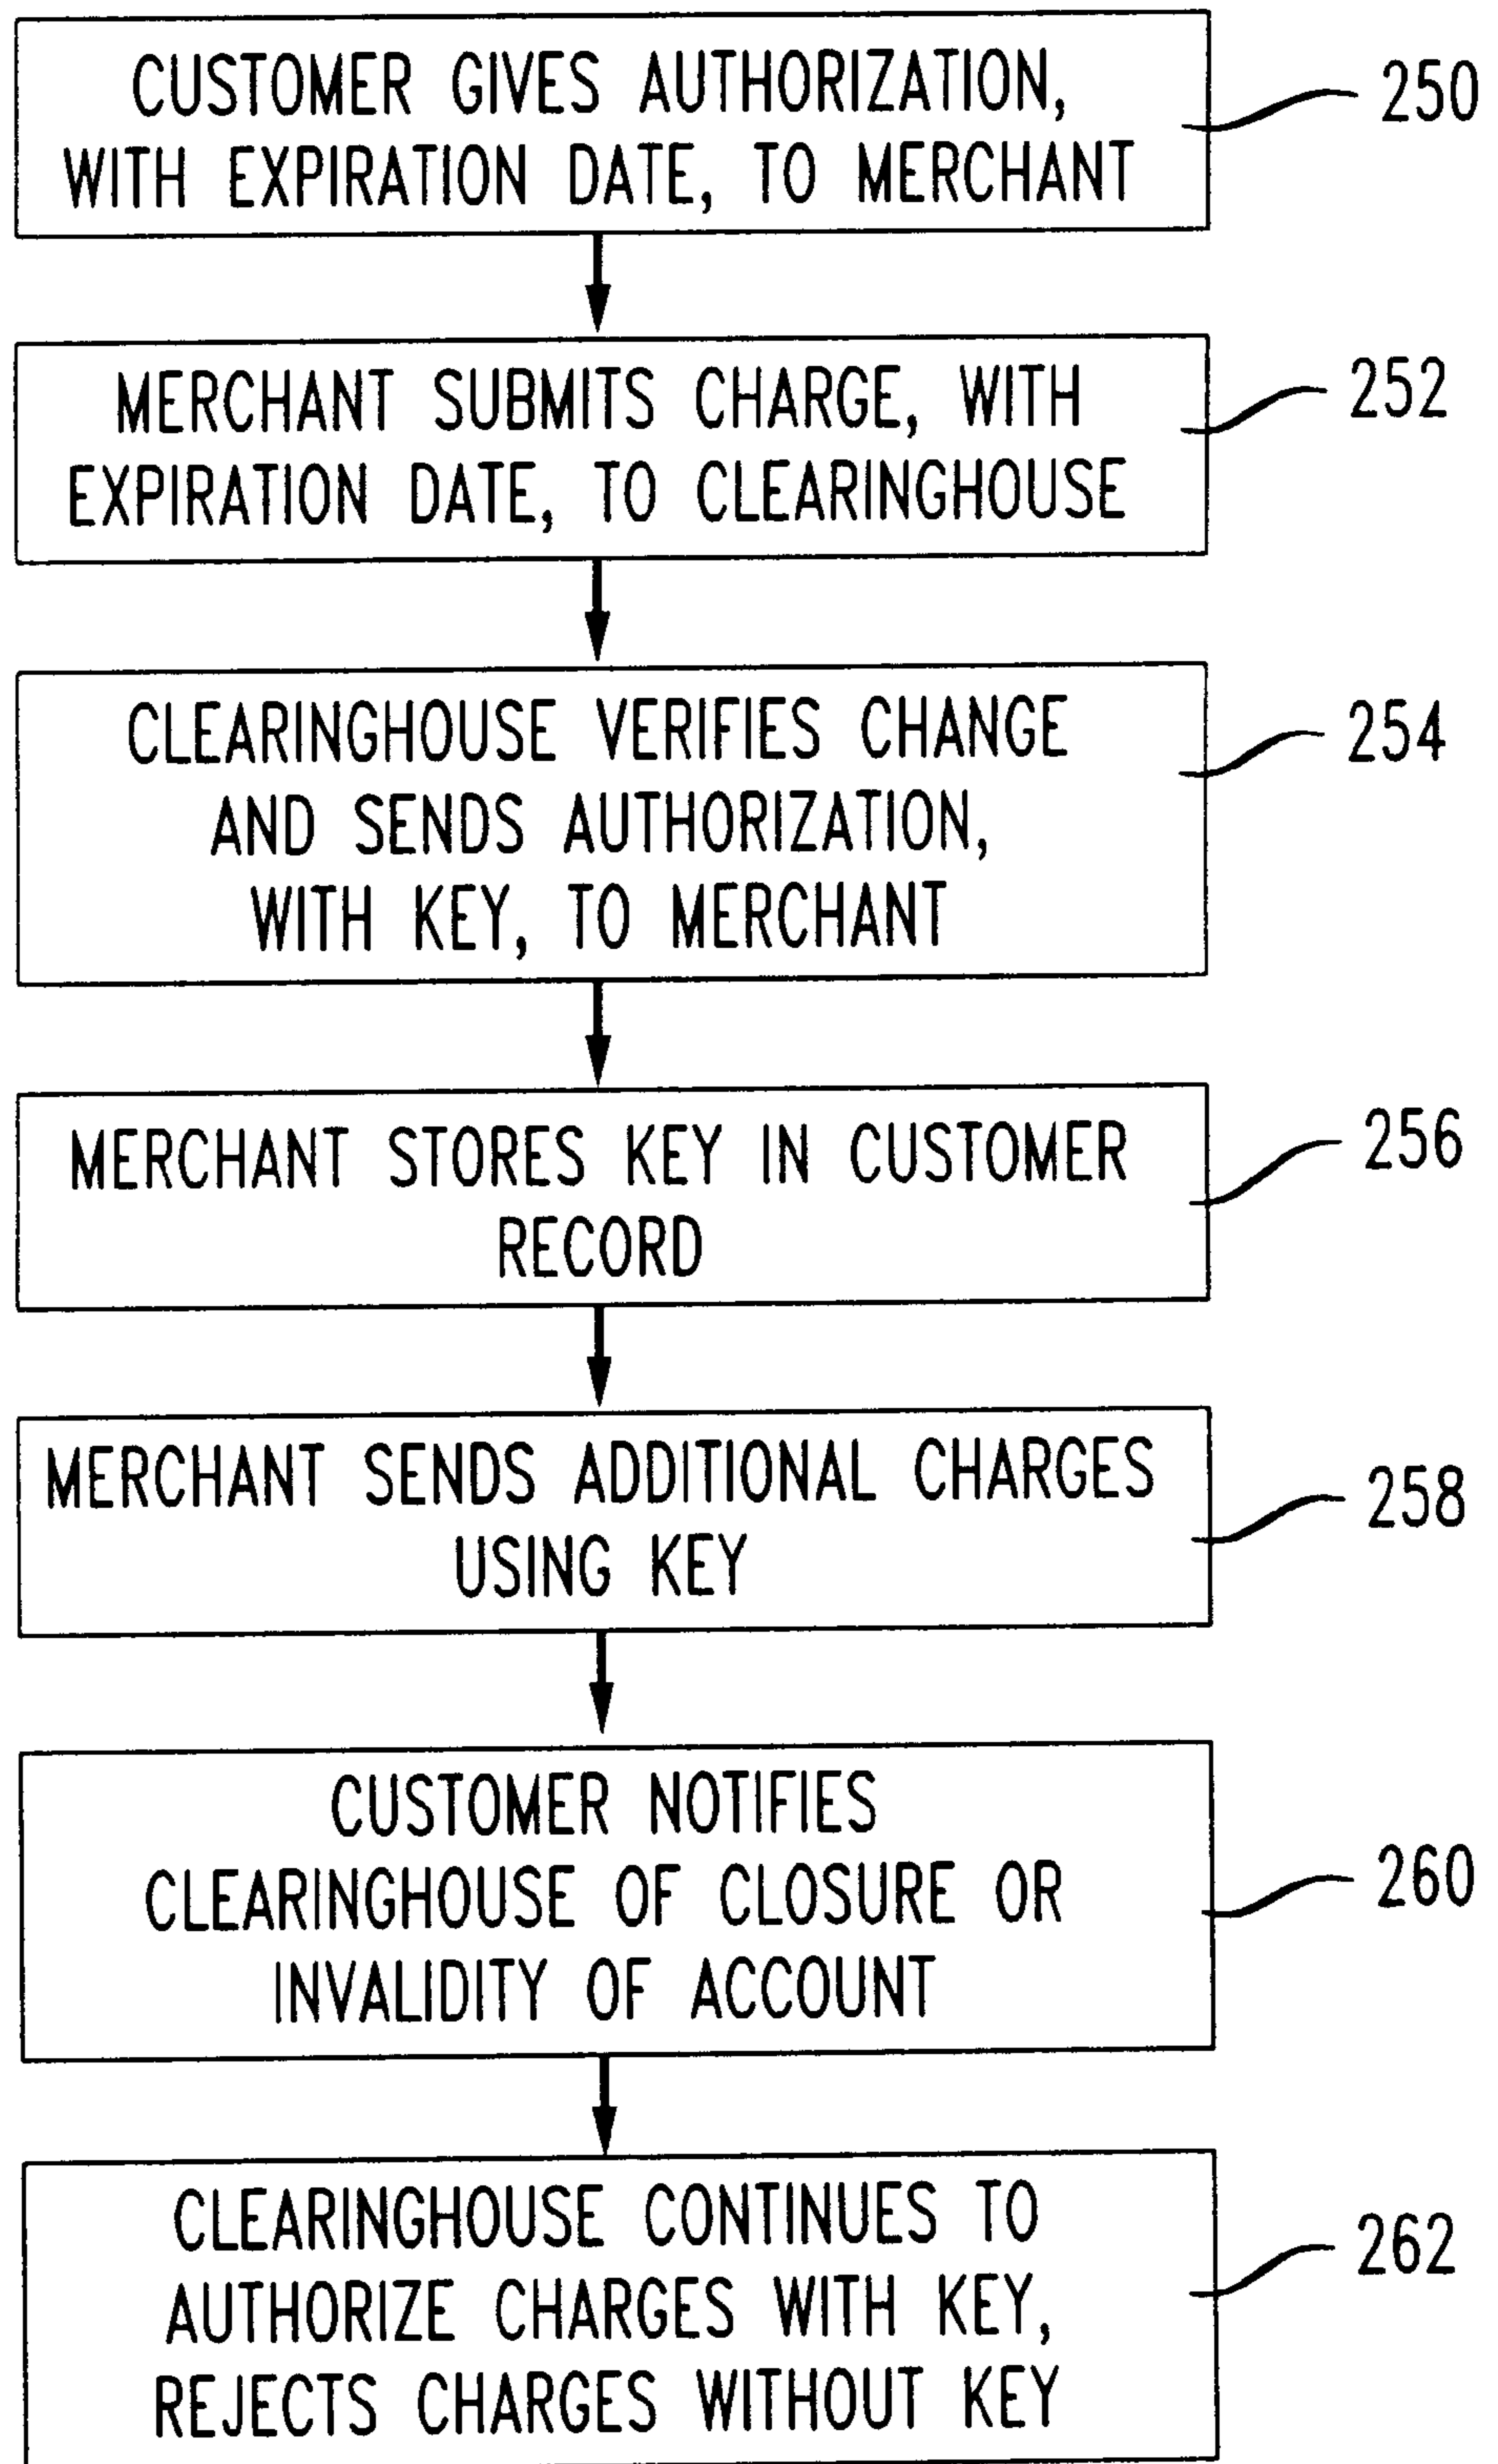 CUSTOMER GIVES AUTHORIZATION,
WITH EXPIRATION DATE, TO MERCHANT
250
MERCHANT SUBMITS CHARGE, WITH
EXPIRATION DATE, TO CLEARINGHOUSE
252
CLEARINGHOUSE VERIFIES CHANGE
AND SENDS AUTHORIZATION,
WITH KEY, TO MERCHANT
254
MERCHANT STORES KEY IN CUSTOMER
RECORD
256
MERCHANT SENDS ADDITIONAL CHARGES
USING KEY
258
CUSTOMER NOTIFIES
CLEARINGHOUSE OF CLOSURE OR
INVALIDITY OF ACCOUNT
260
CLEARINGHOUSE CONTINUES TO
AUTHORIZE CHARGES WITH KEY,
REJECTS CHARGES WITHOUT KEY
262